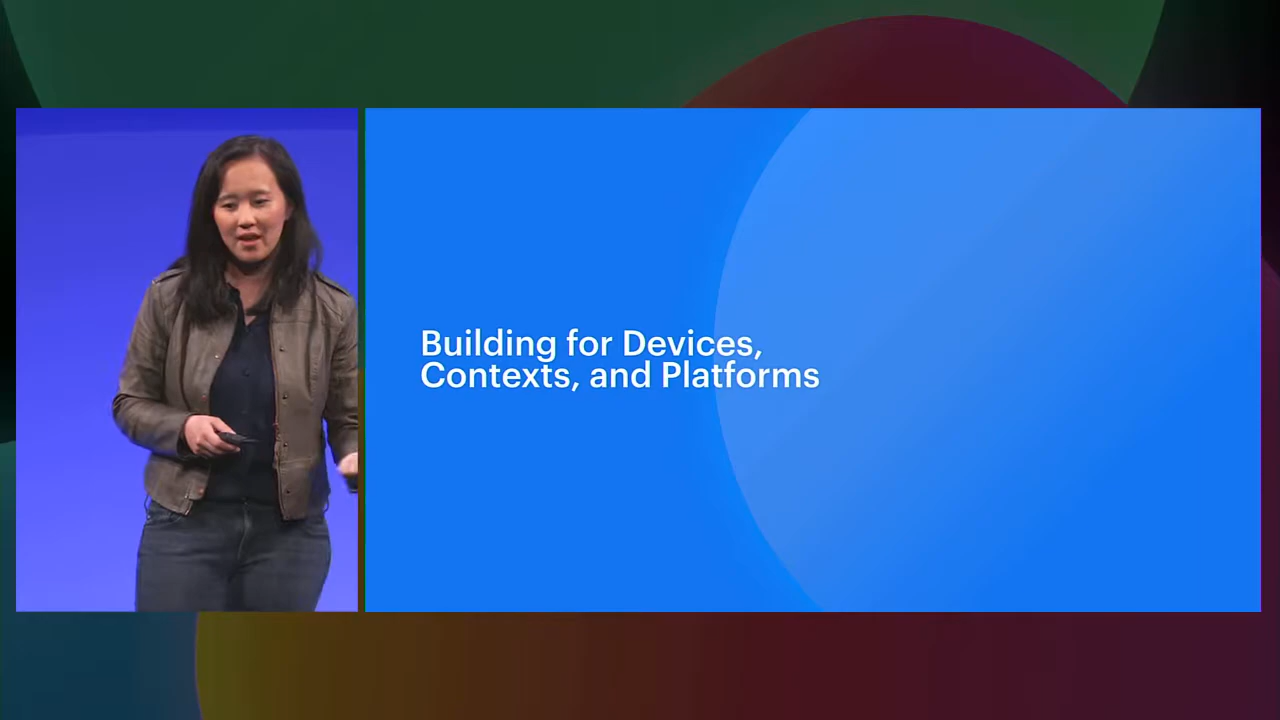 Building for Devices,
Contexts, and Platforms